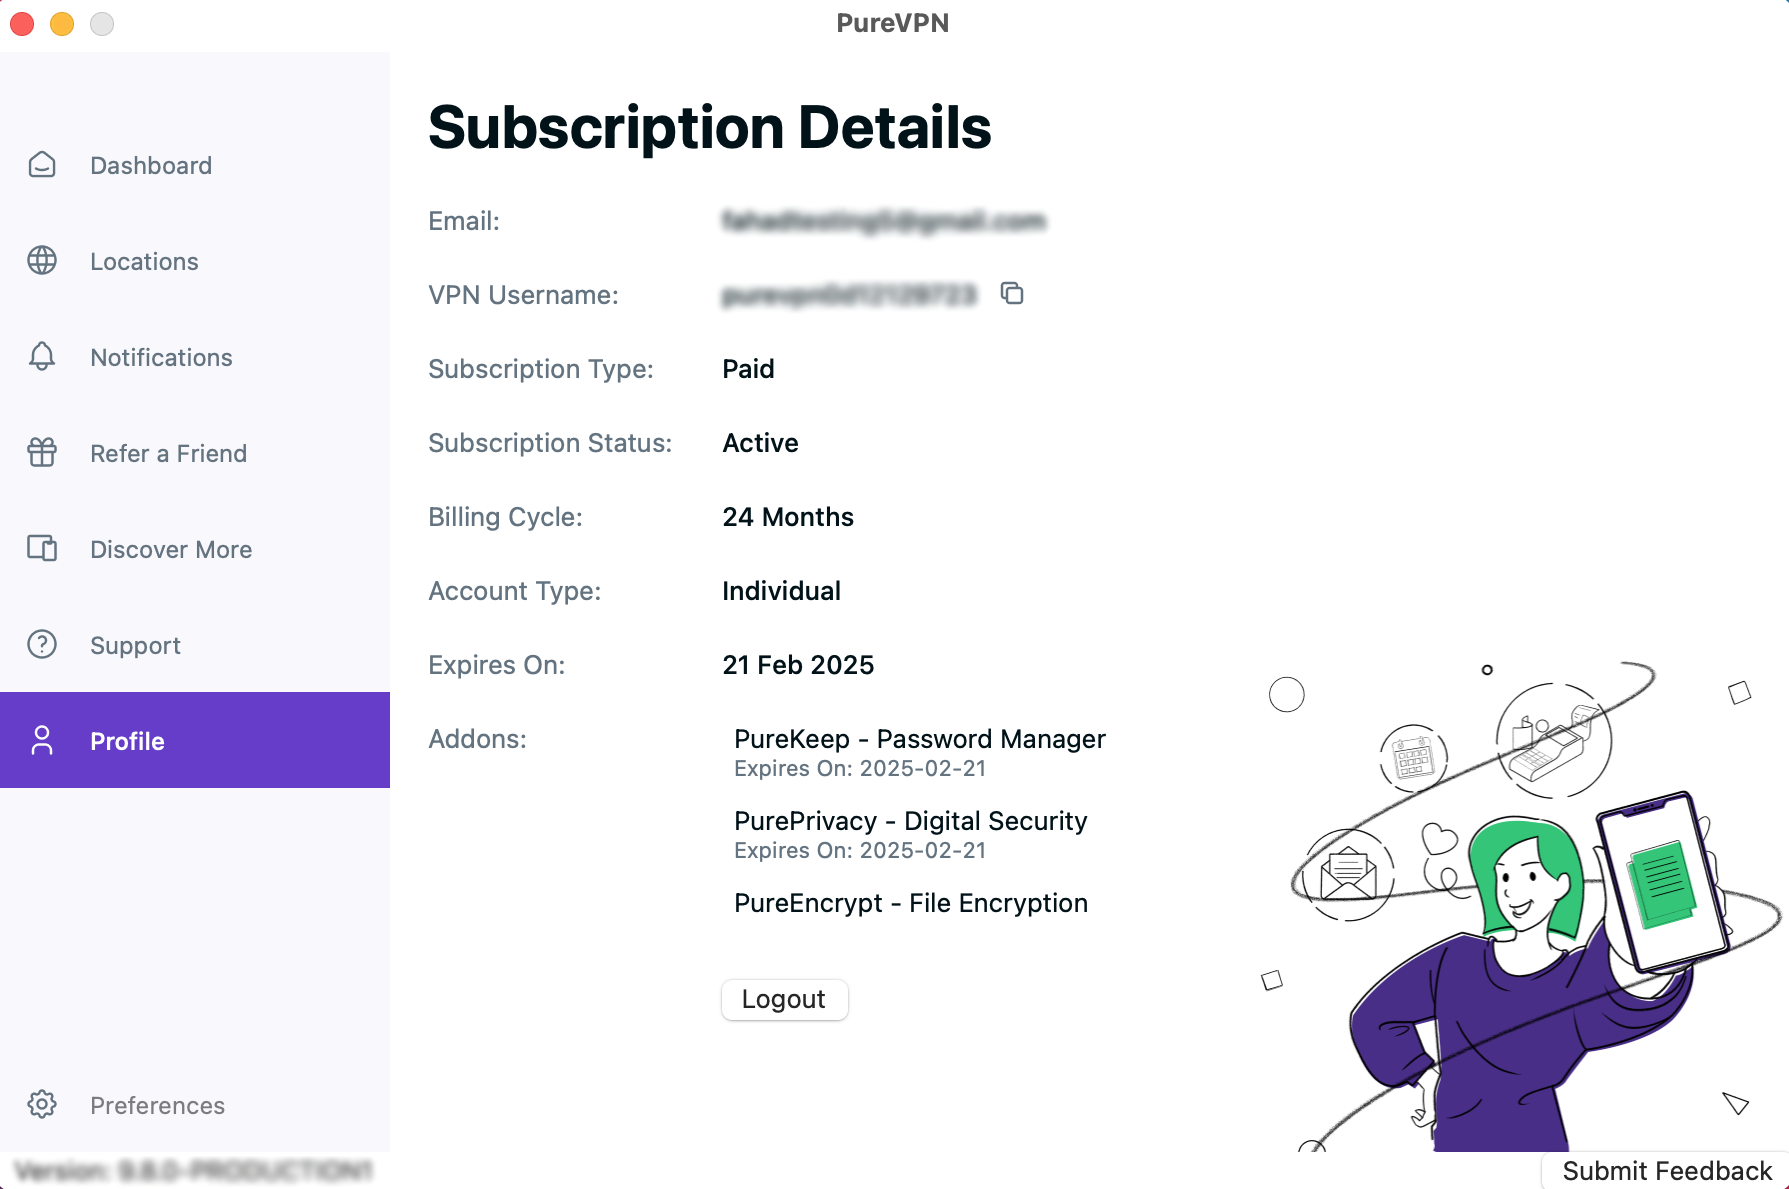 PureVPN
Dashboard
Locations
Notifications
Refer a Friend
Discover More
Support
Profile
Preferences
Subscription Details
Email:
VPN Username:
Subscription Type: Paid
Subscription Status: Active
Billing Cycle: 24 Months
Account Type: Individual
Expires On: 21 Feb 2025
Addons: PureKeep - Password Manager
Expires On: 2025-02-21
PurePrivacy - Digital Security
Expires On: 2025-02-21
PureEncrypt - File Encryption
Logout
Submit Feedback